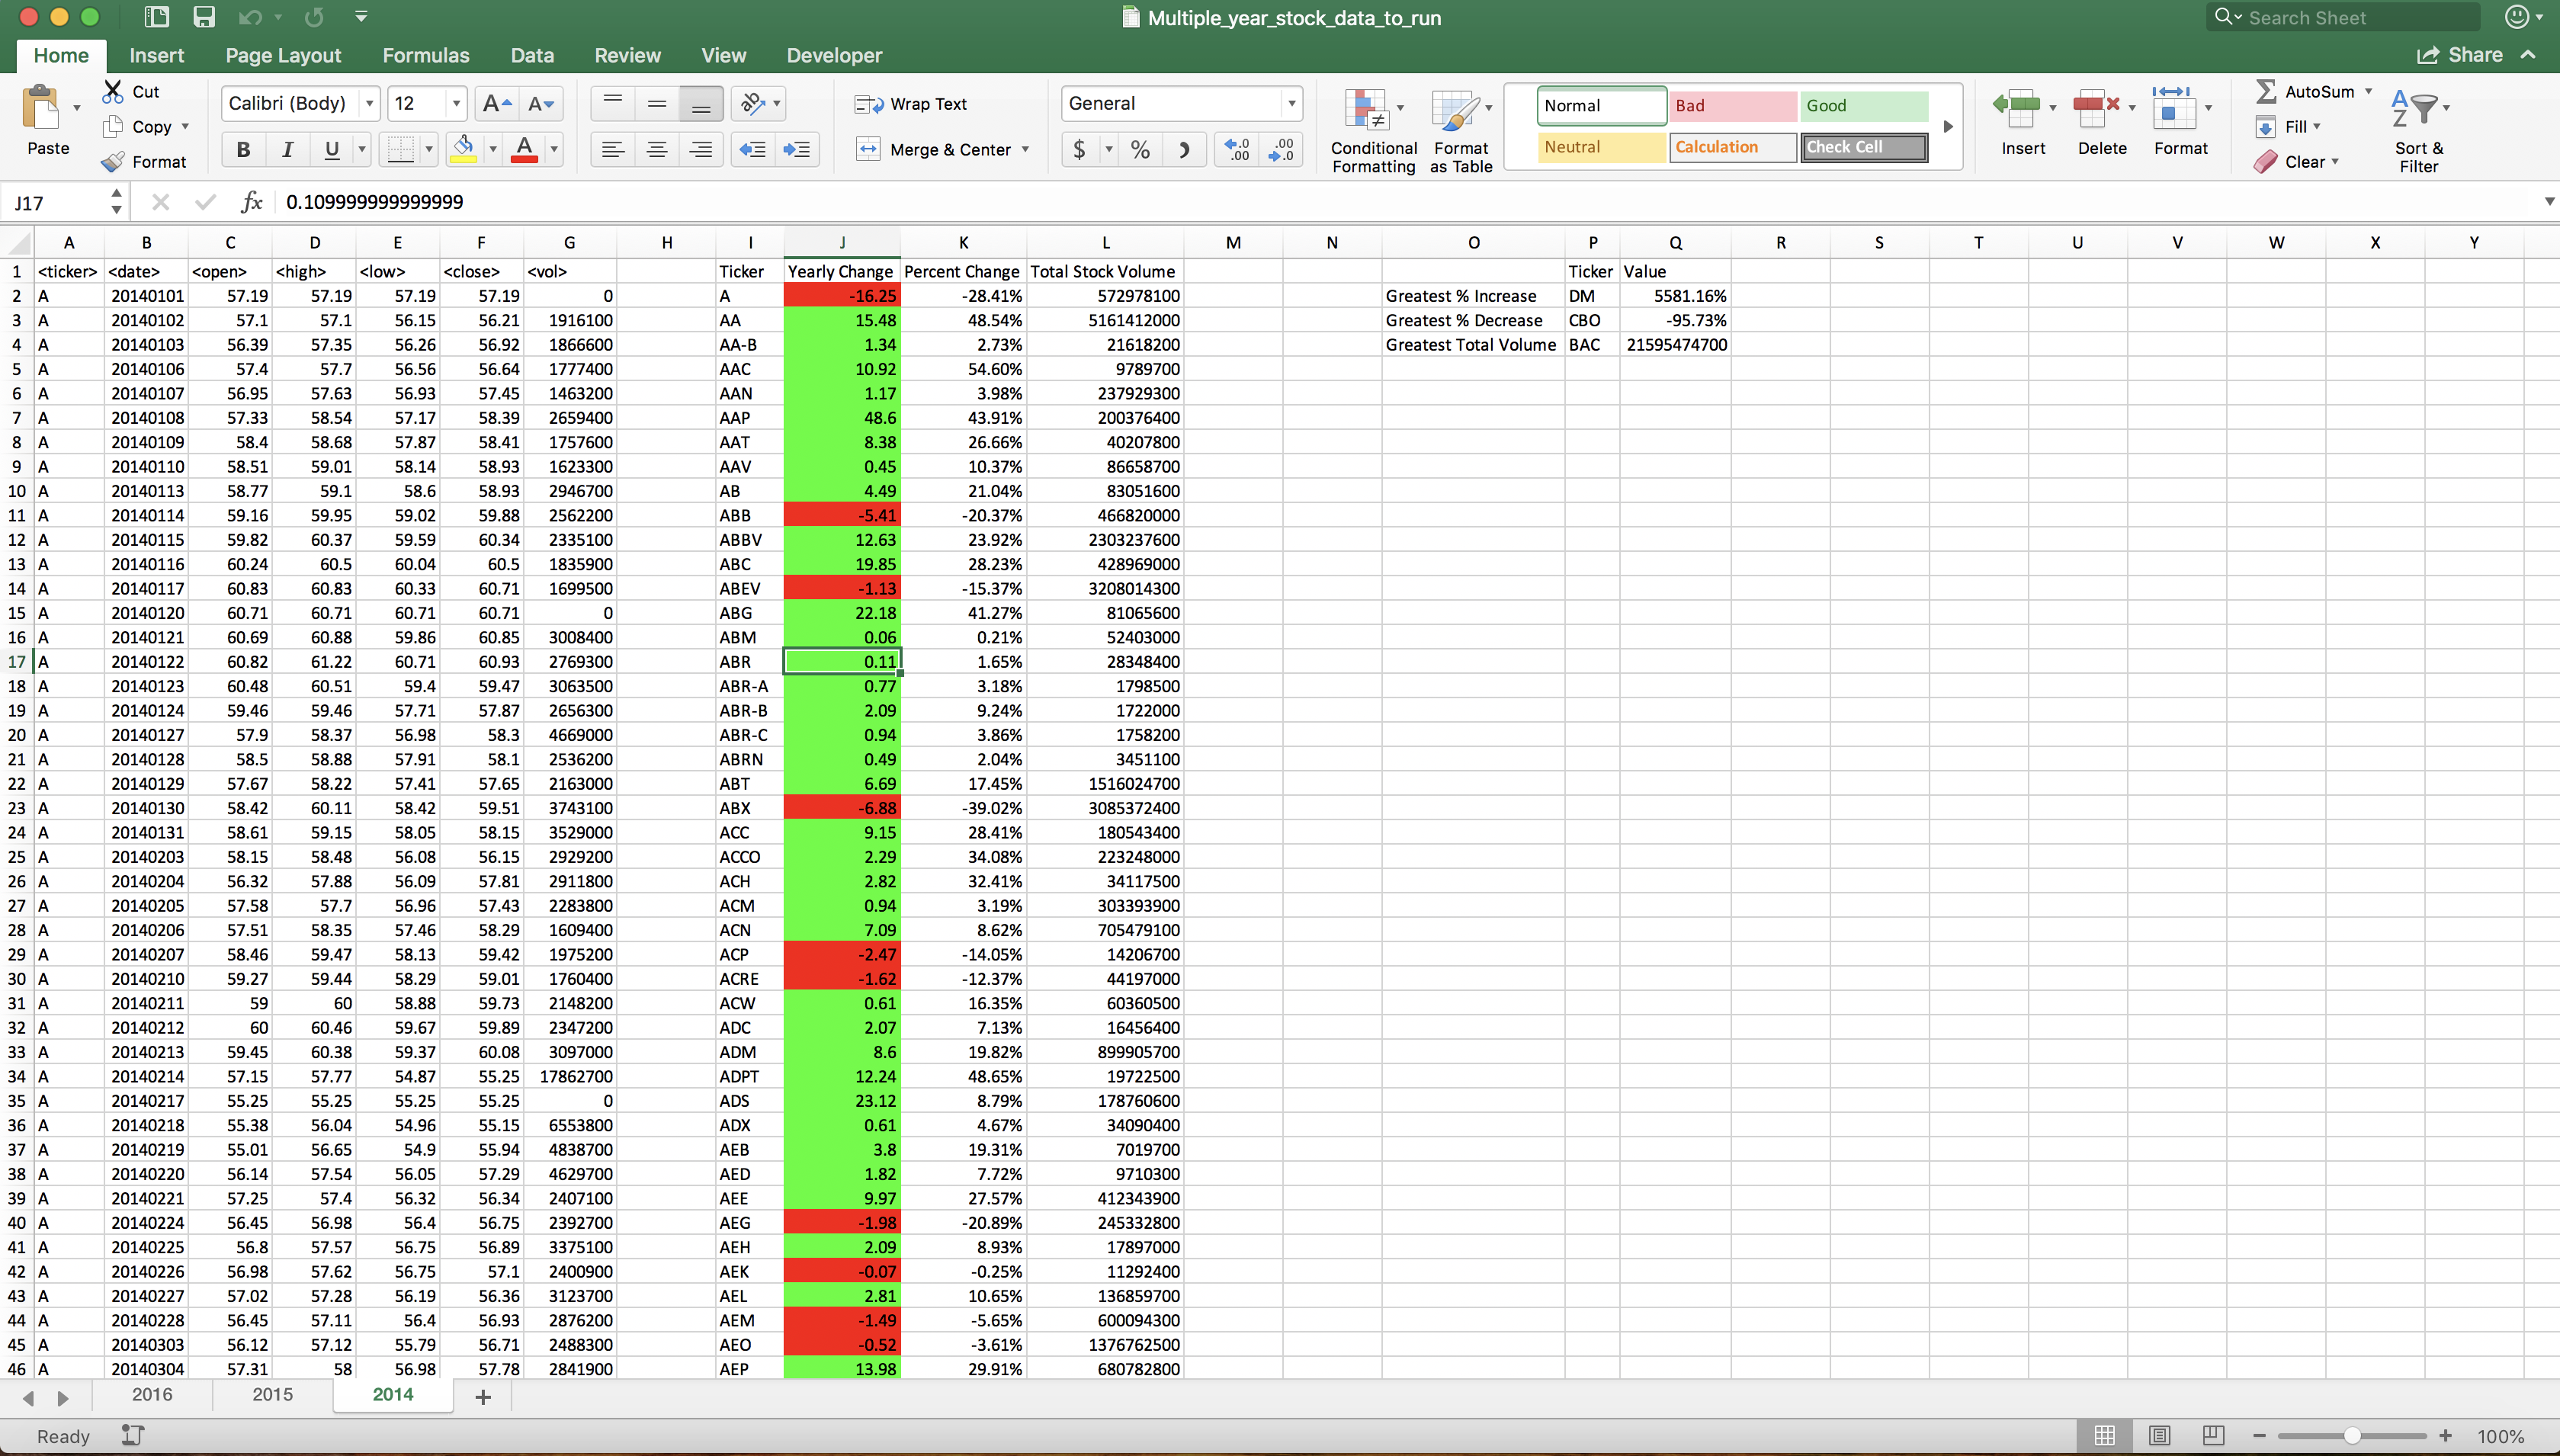 Multiple_year_stock_data_to_run
Search Sheet
Home Insert Page Layout Formulas Data Review View Developer Share
Paste Cut Copy Format
Calibri (Body) 12 A A
B I U A
ab Wrap Text
Merge & Center
General
$ % .0 .00 .00 .0
Conditional Formatting
Format as Table
Normal Bad Good
Neutral Calculation Check Cell
Insert Delete Format
AutoSum
Fill
Clear
A Z Sort & Filter
J17 fx 0.109999999999999
A B C D E F G H I J K L M N O P Q R S T U V W X Y
1 <ticker> <date> <open> <high> <low> <close> <vol> Ticker Yearly Change Percent Change Total Stock Volume Ticker Value
2 A 20140101 57.19 57.19 57.19 57.19 0 A -16.25 -28.41% 572978100 Greatest % Increase DM 5581.16%
3 A 20140102 57.1 57.1 56.15 56.21 1916100 AA 15.48 48.54% 5161412000 Greatest % Decrease CBO -95.73%
4 A 20140103 56.39 57.35 56.26 56.92 1866600 AA-B 1.34 2.73% 21618200 Greatest Total Volume BAC 21595474700
5 A 20140106 57.4 57.7 56.56 56.64 1777400 AAC 10.92 54.60% 9789700
6 A 20140107 56.95 57.63 56.93 57.45 1463200 AAN 1.17 3.98% 237929300
7 A 20140108 57.33 58.54 57.17 58.39 2659400 AAP 48.6 43.91% 200376400
8 A 20140109 58.4 58.68 57.87 58.41 1757600 AAT 8.38 26.66% 40207800
9 A 20140110 58.51 59.01 58.14 58.93 1623300 AAV 0.45 10.37% 86658700
10 A 20140113 58.77 59.1 58.6 58.93 2946700 AB 4.49 21.04% 83051600
11 A 20140114 59.16 59.95 59.02 59.88 2562200 ABB -5.41 -20.37% 466820000
12 A 20140115 59.82 60.37 59.59 60.34 2335100 ABBV 12.63 23.92% 2303237600
13 A 20140116 60.24 60.5 60.04 60.5 1835900 ABC 19.85 28.23% 428969000
14 A 20140117 60.83 60.83 60.33 60.71 1699500 ABEV -1.13 -15.37% 3208014300
15 A 20140120 60.71 60.71 60.71 60.71 0 ABG 22.18 41.27% 81065600
16 A 20140121 60.69 60.88 59.86 60.85 3008400 ABM 0.06 0.21% 52403000
17 A 20140122 60.82 61.22 60.71 60.93 2769300 ABR 0.11 1.65% 28348400
18 A 20140123 60.48 60.51 59.4 59.47 3063500 ABR-A 0.77 3.18% 1798500
19 A 20140124 59.46 59.46 57.71 57.87 2656300 ABR-B 2.09 9.24% 1722000
20 A 20140127 57.9 58.37 56.98 58.3 4669000 ABR-C 0.94 3.86% 1758200
21 A 20140128 58.5 58.88 57.91 58.1 2536200 ABRN 0.49 2.04% 3451100
22 A 20140129 57.67 58.22 57.41 57.65 2163000 ABT 6.69 17.45% 1516024700
23 A 20140130 58.42 60.11 58.42 59.51 3743100 ABX -6.88 -39.02% 3085372400
24 A 20140131 58.61 59.15 58.05 58.15 3529000 ACC 9.15 28.41% 180543400
25 A 20140203 58.15 58.48 56.08 56.15 2929200 ACCO 2.29 34.08% 223248000
26 A 20140204 56.32 57.88 56.09 57.81 2911800 ACH 2.82 32.41% 34117500
27 A 20140205 57.58 57.7 56.96 57.43 2283800 ACM 0.94 3.19% 303393900
28 A 20140206 57.51 58.35 57.46 58.29 1609400 ACN 7.09 8.62% 705479100
29 A 20140207 58.46 59.47 58.13 59.42 1975200 ACP -2.47 -14.05% 14206700
30 A 20140210 59.27 59.44 58.29 59.01 1760400 ACRE -1.62 -12.37% 44197000
31 A 20140211 59 60 58.88 59.73 2148200 ACW 0.61 16.35% 60360500
32 A 20140212 60 60.46 59.67 59.89 2347200 ADC 2.07 7.13% 16456400
33 A 20140213 59.45 60.38 59.37 60.08 3097000 ADM 8.6 19.82% 899905700
34 A 20140214 57.15 57.77 54.87 55.25 17862700 ADPT 12.24 48.65% 19722500
35 A 20140217 55.25 55.25 55.25 55.25 0 ADS 23.12 8.79% 178760600
36 A 20140218 55.38 56.04 54.96 55.15 6553800 ADX 0.61 4.67% 34090400
37 A 20140219 55.01 56.65 54.9 55.94 4838700 AEB 3.8 19.31% 7019700
38 A 20140220 56.14 57.54 56.05 57.29 4629700 AED 1.82 7.72% 9710300
39 A 20140221 57.25 57.4 56.32 56.34 2407100 AEE 9.97 27.57% 412343900
40 A 20140224 56.45 56.98 56.4 56.75 2392700 AEG -1.98 -20.89% 245332800
41 A 20140225 56.8 57.57 56.75 56.89 3375100 AEH 2.09 8.93% 17897000
42 A 20140226 56.98 57.62 56.75 57.1 2400900 AEK -0.07 -0.25% 11292400
43 A 20140227 57.02 57.28 56.19 56.36 3123700 AEL 2.81 10.65% 136859700
44 A 20140228 56.45 57.11 56.4 56.93 2876200 AEM -1.49 -5.65% 600094300
45 A 20140303 56.12 57.12 55.79 56.71 2488300 AEO -0.52 -3.61% 1376762500
46 A 20140304 57.31 58 56.98 57.78 2841900 AEP 13.98 29.91% 680782800
2016 2015 2014 +
Ready 100%